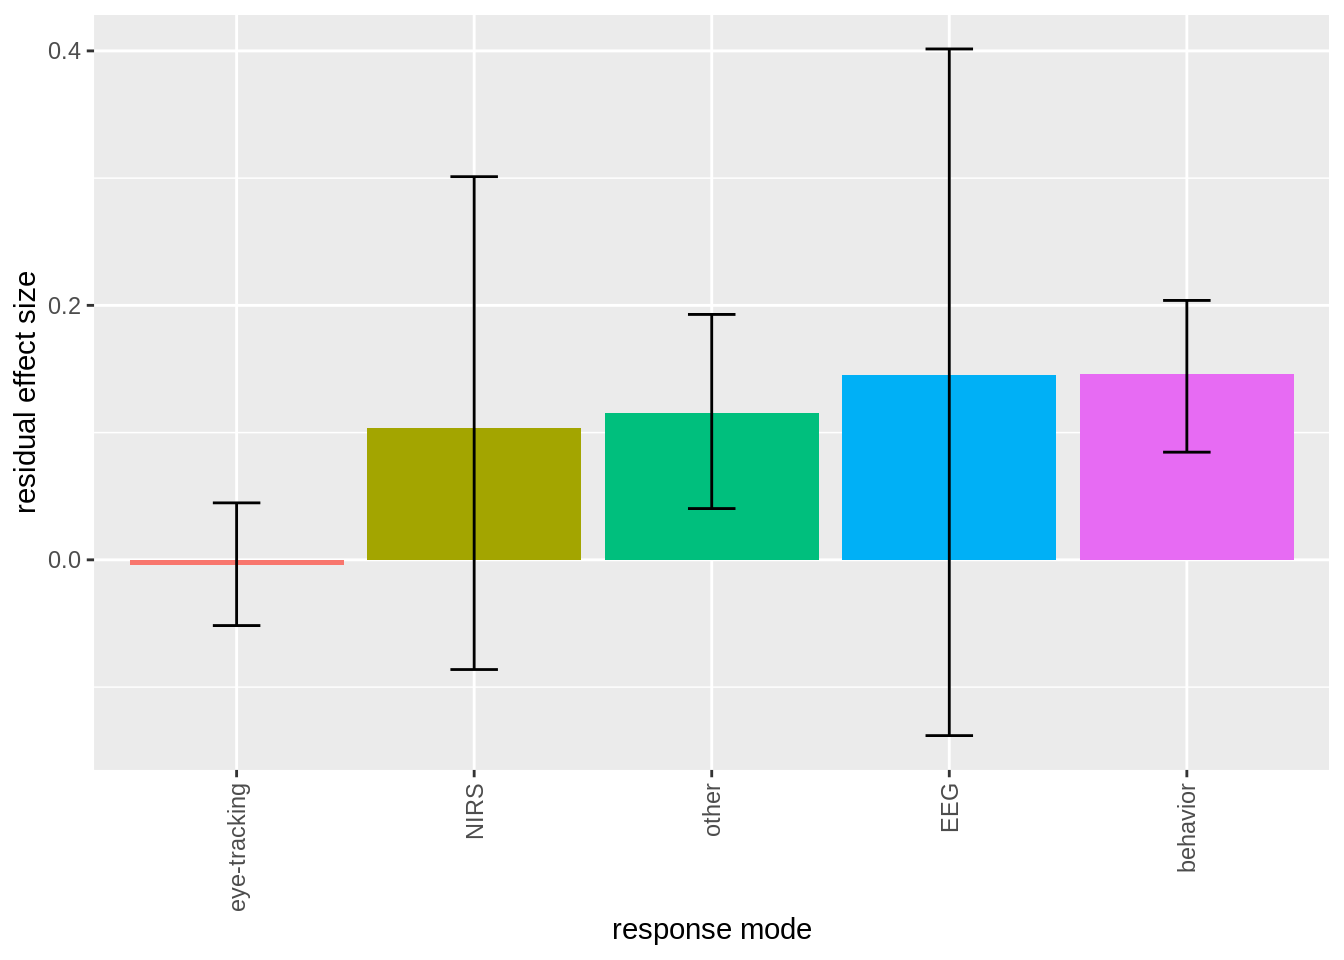 residual effect size
0.4
0.2
0.0
eye-tracking
NIRS
other
EEG
behavior
response mode